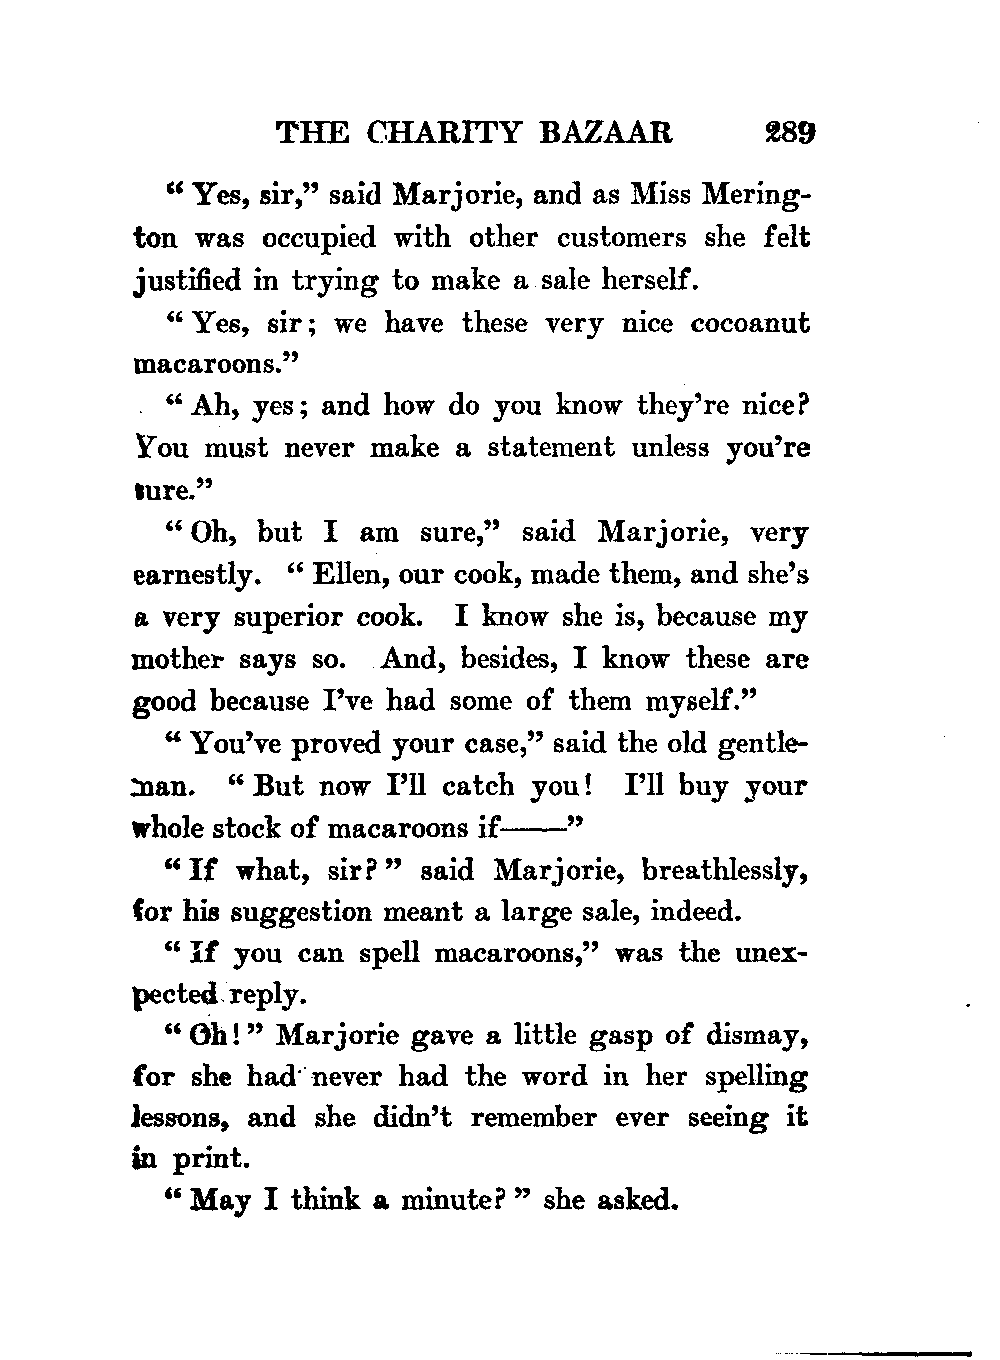 THE CHARITY BAZAAR 289
“ Yes, sir,” said Marjorie, and as Miss Mering-
ton was occupied with other customers she felt
justified in trying to make a sale herself.
“ Yes, sir; we have these very nice cocoanut
macaroons.”
“ Ah, yes; and how do you know they’re nice?
You must never make a statement unless you’re
sure.”
“ Oh, but I am sure,” said Marjorie, very
earnestly. “ Ellen, our cook, made them, and she’s
a very superior cook. I know she is, because my
mother says so. And, besides, I know these are
good because I’ve had some of them myself.”
“ You’ve proved your case,” said the old gentle-
man. “ But now I’ll catch you! I’ll buy your
whole stock of macaroons if——”
“ If what, sir? ” said Marjorie, breathlessly,
for his suggestion meant a large sale, indeed.
“ If you can spell macaroons,” was the unex-
pected reply.
“ Oh! ” Marjorie gave a little gasp of dismay,
for she had never had the word in her spelling
lessons, and she didn’t remember ever seeing it
in print.
“ May I think a minute? ” she asked.